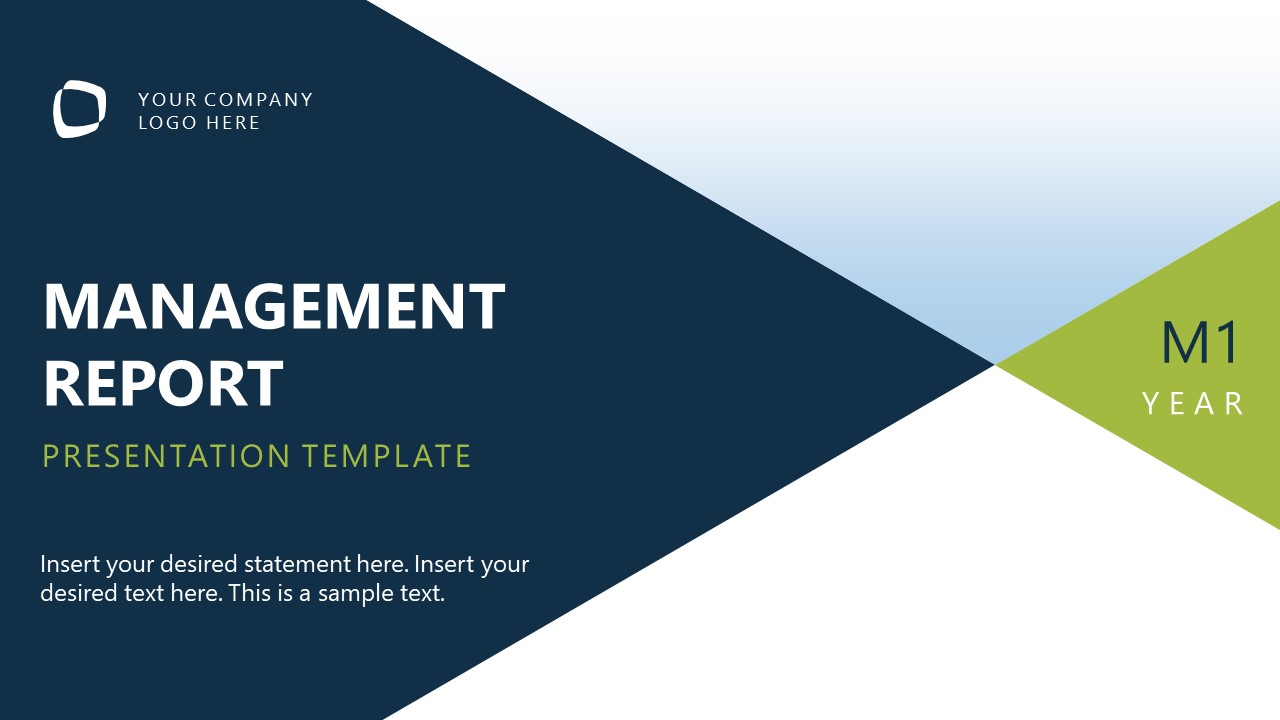 YOUR COMPANY
LOGO HERE
MANAGEMENT
REPORT
PRESENTATION TEMPLATE
Insert your desired statement here. Insert your
desired text here. This is a sample text.
M1
YEAR